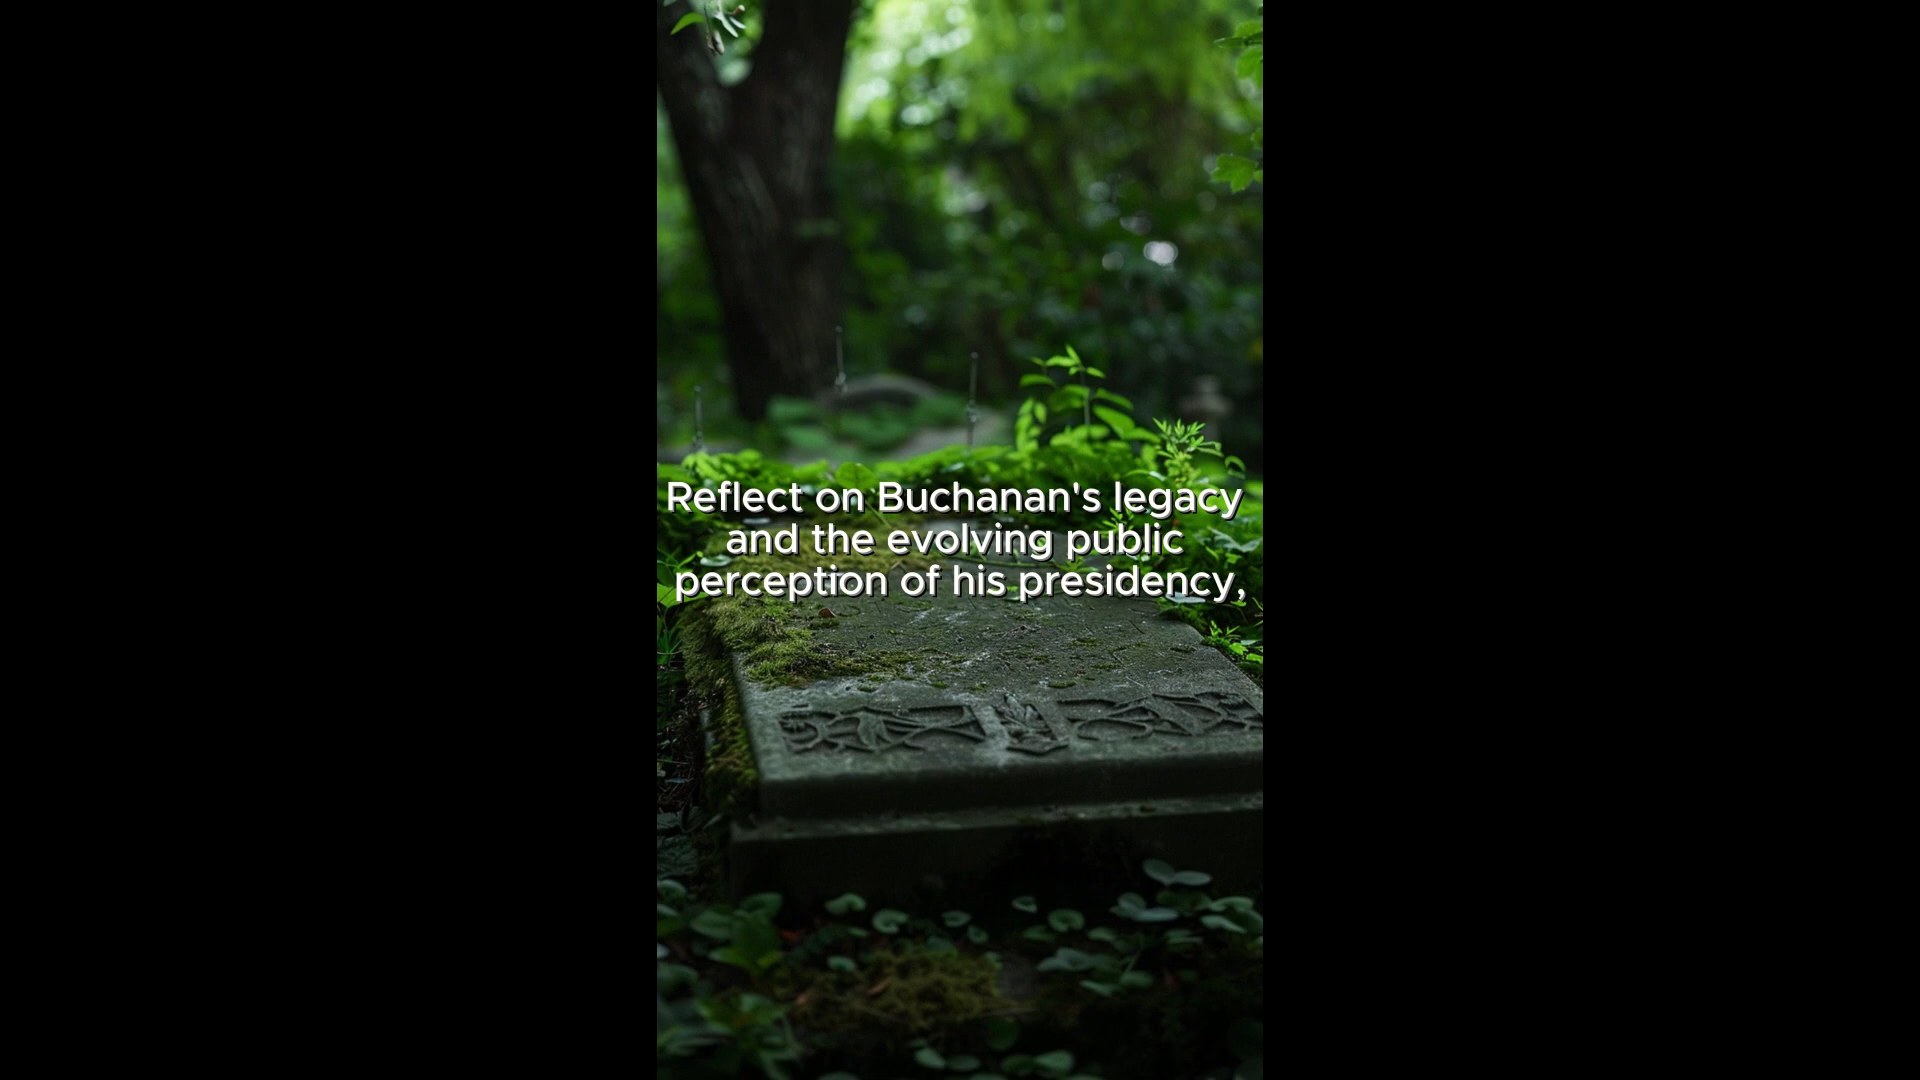 Reflect on Buchanan's legacy
and the evolving public
perception of his presidency,